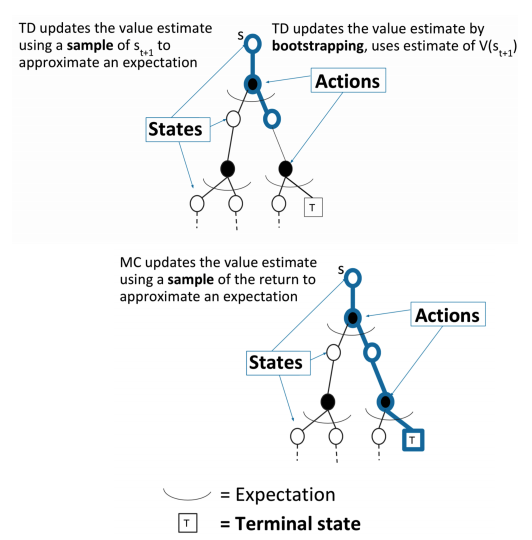 TD updates the value estimate
using a sample of s_{t+1} to
approximate an expectation
TD updates the value estimate by
bootstrapping, uses estimate of V(s_{t+1})
s
Actions
States
T
MC updates the value estimate
using a sample of the return to
approximate an expectation
s
Actions
States
T
= Expectation
T = Terminal state